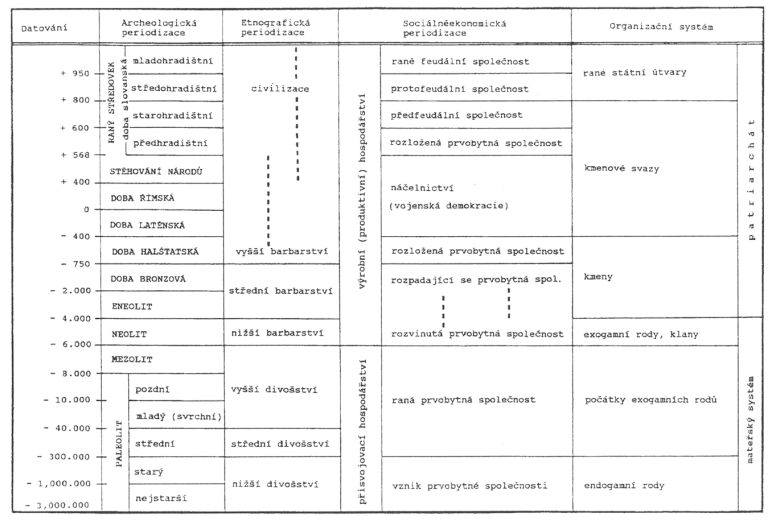 Datování
Archeologická periodizace
Etnografická periodizace
Sociálněekonomická periodizace
Organizační systém
mladohradištní
rané feudální společnost
+ 950
rané státní útvary
středohradištní
civilizace
protofeudální společnost
+ 800
starohradištní
předfeudální společnost
+ 600
předhradištní
rozložená prvobytná společnost
+ 568
RANÝ STŘEDOVĚK
doba slovanská
STĚHOVÁNÍ NÁRODŮ
kmenové svazy
+ 400
náčelnictví
DOBA ŘÍMSKÁ
(vojenská demokracie)
0
DOBA LATÉNSKÁ
- 400
DOBA HALŠTATSKÁ
vyšší barbarství
rozložená prvobytná společnost
- 750
DOBA BRONZOVÁ
rozpadající se prvobytná spol.
kmeny
- 2.000
střední barbarství
ENEOLIT
- 4.000
NEOLIT
nižší barbarství
rozvinutá prvobytná společnost
exogamní rody, klany
- 6.000
výrobní (produktivní) hospodářství
patriarchát
MEZOLIT
- 8.000
pozdní
vyšší divošství
- 10.000
raná prvobytná společnost
počátky exogamních rodů
mladý (svrchní)
- 40.000
střední
střední divošství
- 300.000
starý
- 1,000.000
nižší divošství
vznik prvobytné společnosti
endogamní rody
nejstarší
- 3,000.000
PALEOLIT
přisvojovací hospodářství
mateřský systém